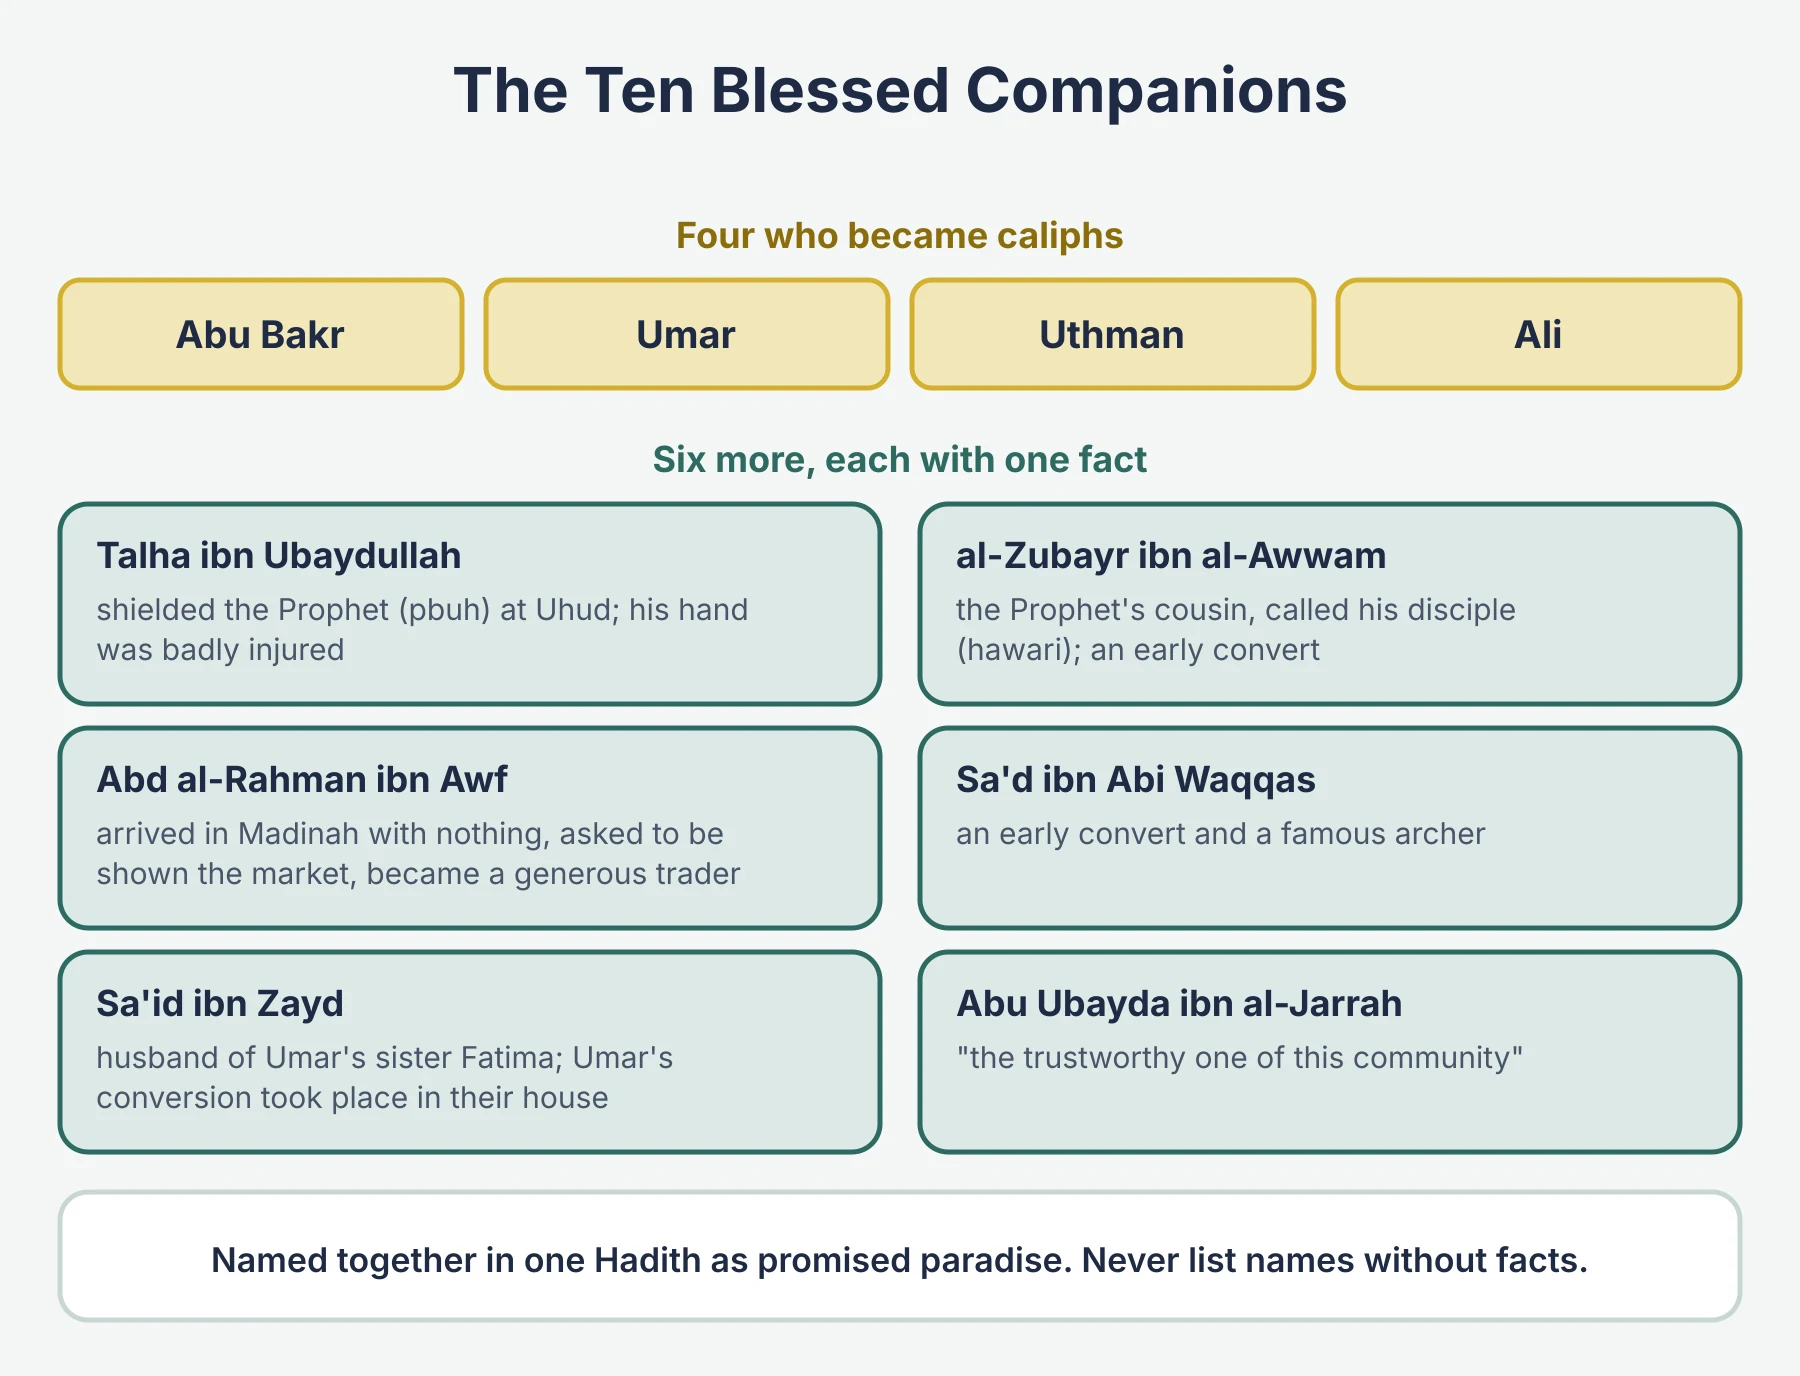 The Ten Blessed Companions
Four who became caliphs
Abu Bakr
Umar
Uthman
Ali
Six more, each with one fact
Talha ibn Ubaydullah
shielded the Prophet (pbuh) at Uhud; his hand
was badly injured
al-Zubayr ibn al-Awwam
the Prophet's cousin, called his disciple
(hawari); an early convert
Abd al-Rahman ibn Awf
arrived in Madinah with nothing, asked to be
shown the market, became a generous trader
Sa'd ibn Abi Waqqas
an early convert and a famous archer
Sa'id ibn Zayd
husband of Umar's sister Fatima; Umar's
conversion took place in their house
Abu Ubayda ibn al-Jarrah
"the trustworthy one of this community"
Named together in one Hadith as promised paradise. Never list names without facts.